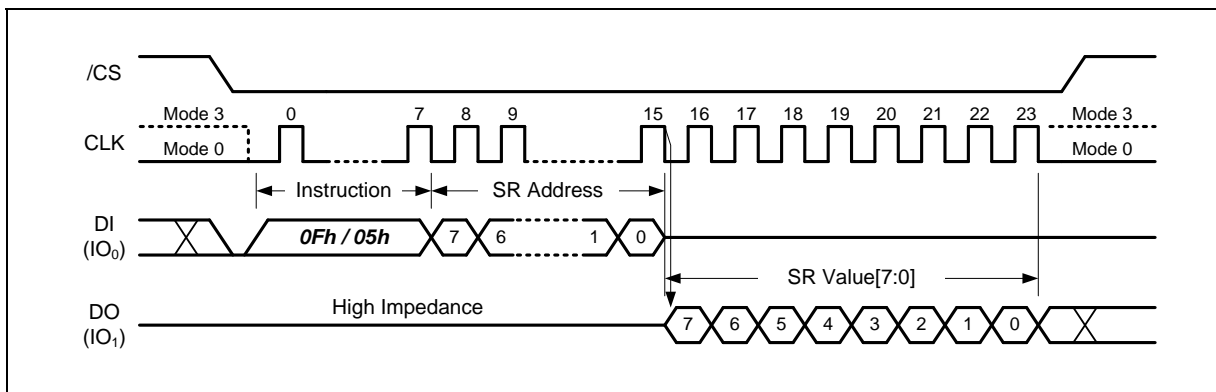 /CS
Mode 3 0 7 8 9 15 16 17 18 19 20 21 22 23 Mode 3
CLK
Mode 0 Mode 0
Instruction SR Address
DI
(IO₀)
0Fh / 05h 7 6 1 0
SR Value[7:0]
High Impedance
DO
(IO₁)
7 6 5 4 3 2 1 0